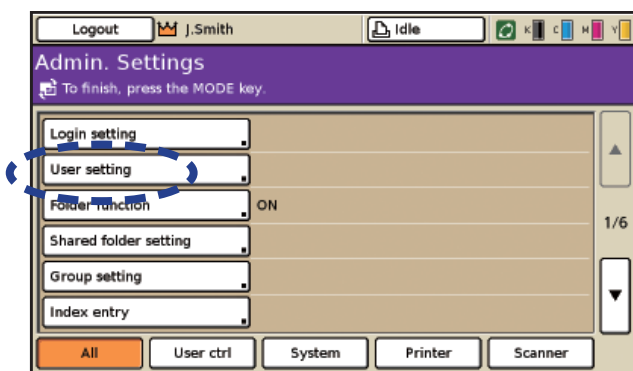 Logout J.Smith Idle K C M Y
Admin. Settings
To finish, press the MODE key.
Login setting
User setting
Folder function ON
Shared folder setting
Group setting
Index entry
1/6
All User ctrl System Printer Scanner